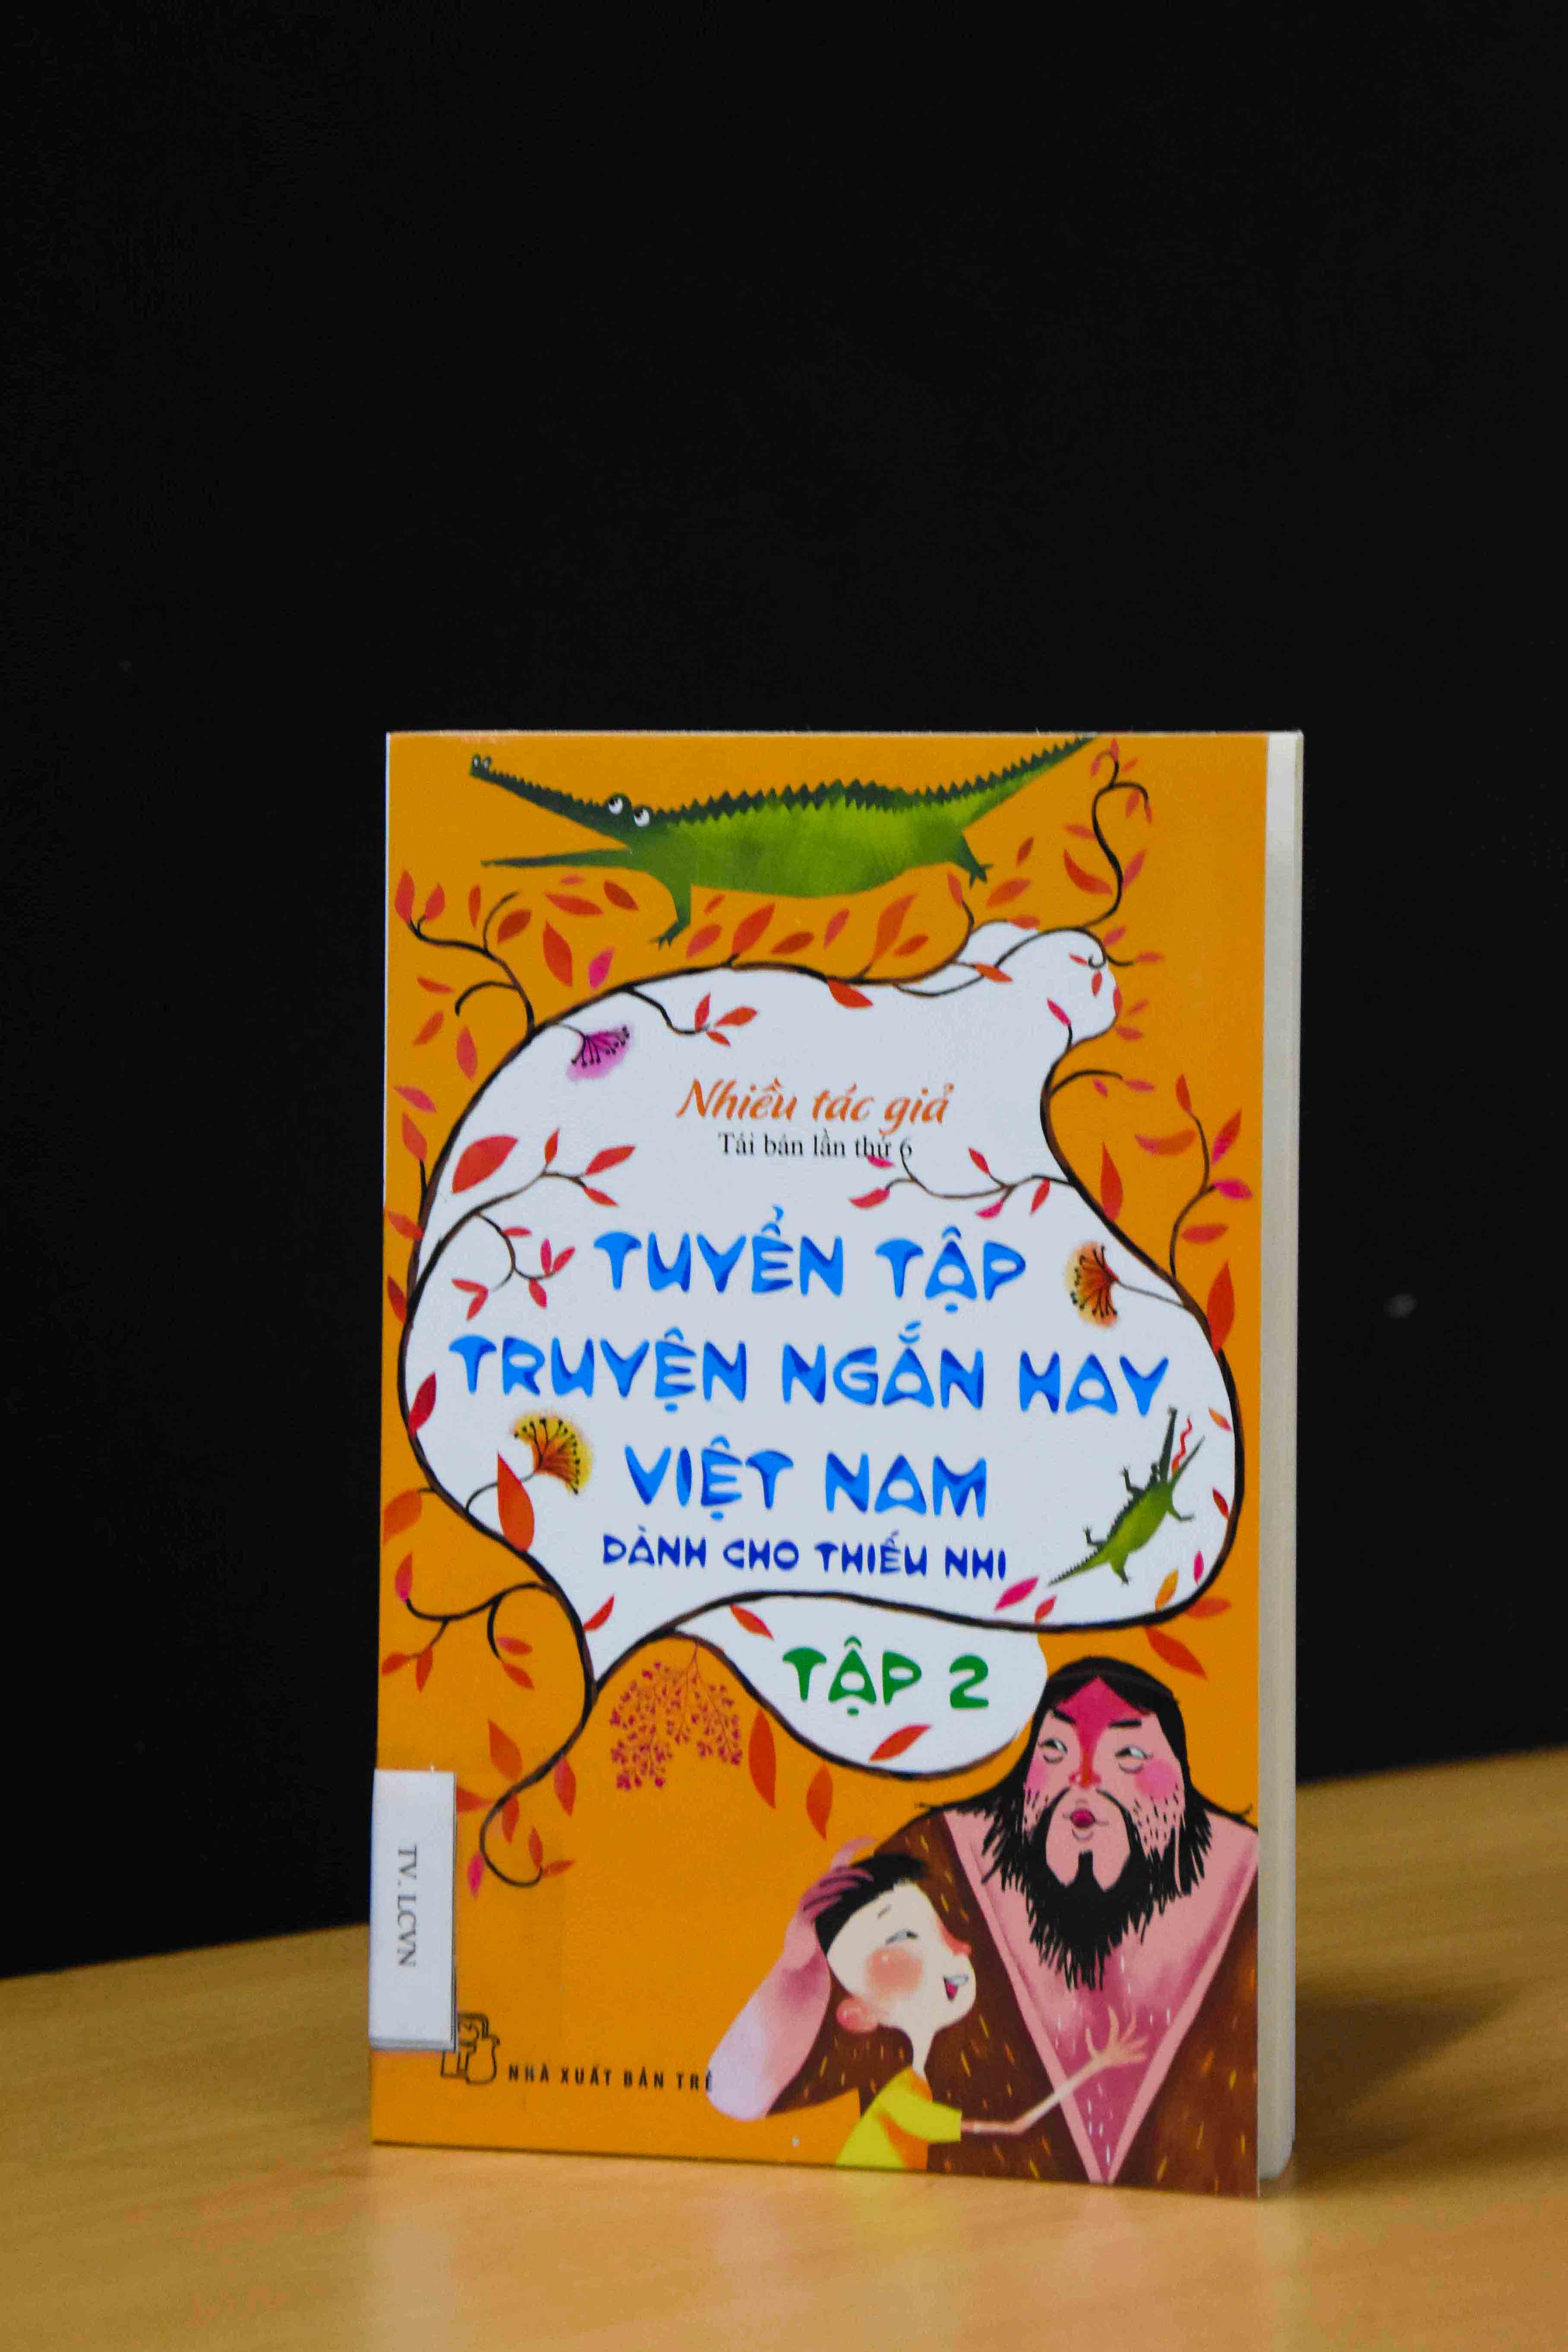 Nhiều tác giả
Tái bản lần thứ 6
TUYỂN TẬP
TRUYỆN NGẮN HAY
VIỆT NAM
DÀNH CHO THIẾU NHI
TẬP 2
TV. LCVN
NHÀ XUẤT BẢN TRẺ